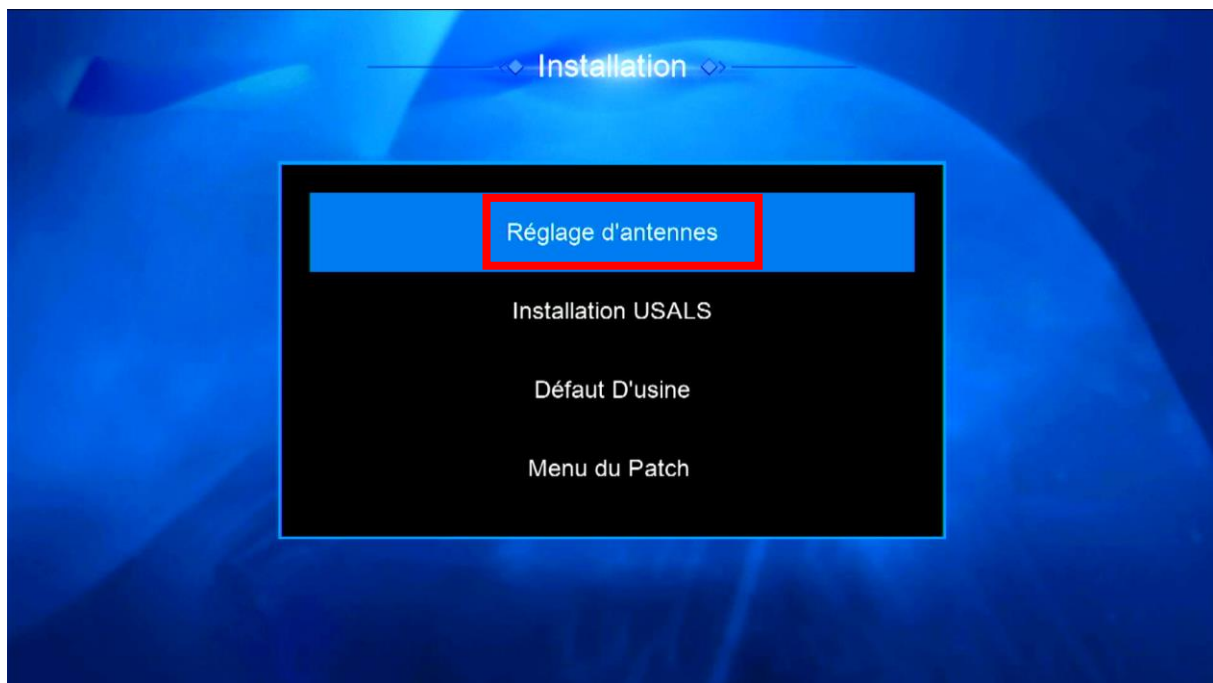 Installation
Réglage d'antennes
Installation USALS
Défaut D'usine
Menu du Patch